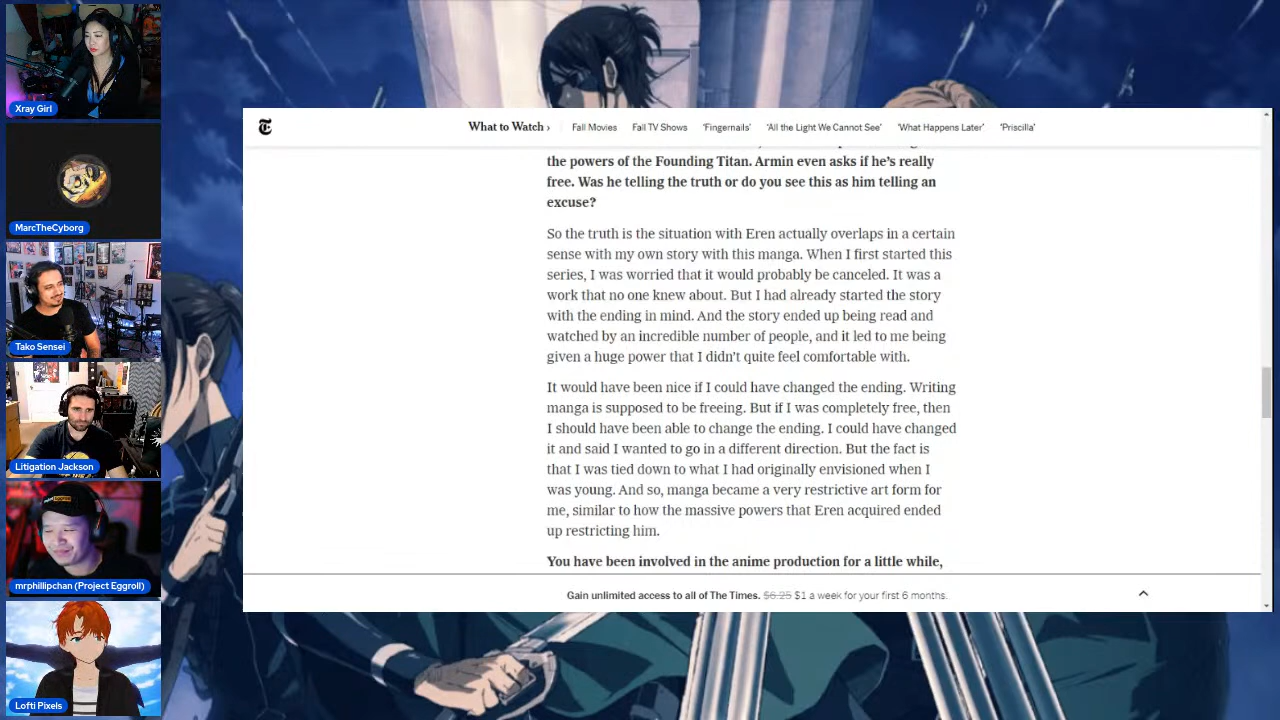 Xray Girl
MarcTheCyborg
Tako Sensei
Litigation Jackson
mrphillipchan (Project Eggroll)
Lofti Pixels
T
What to Watch › Fall Movies Fall TV Shows 'Fingernails' 'All the Light We Cannot See' 'What Happens Later' 'Priscilla'
the powers of the Founding Titan. Armin even asks if he's really
free. Was he telling the truth or do you see this as him telling an
excuse?
So the truth is the situation with Eren actually overlaps in a certain
sense with my own story with this manga. When I first started this
series, I was worried that it would probably be canceled. It was a
work that no one knew about. But I had already started the story
with the ending in mind. And the story ended up being read and
watched by an incredible number of people, and it led to me being
given a huge power that I didn't quite feel comfortable with.
It would have been nice if I could have changed the ending. Writing
manga is supposed to be freeing. But if I was completely free, then
I should have been able to change the ending. I could have changed
it and said I wanted to go in a different direction. But the fact is
that I was tied down to what I had originally envisioned when I
was young. And so, manga became a very restrictive art form for
me, similar to how the massive powers that Eren acquired ended
up restricting him.
You have been involved in the anime production for a little while,
Gain unlimited access to all of The Times. $6.25 $1 a week for your first 6 months.